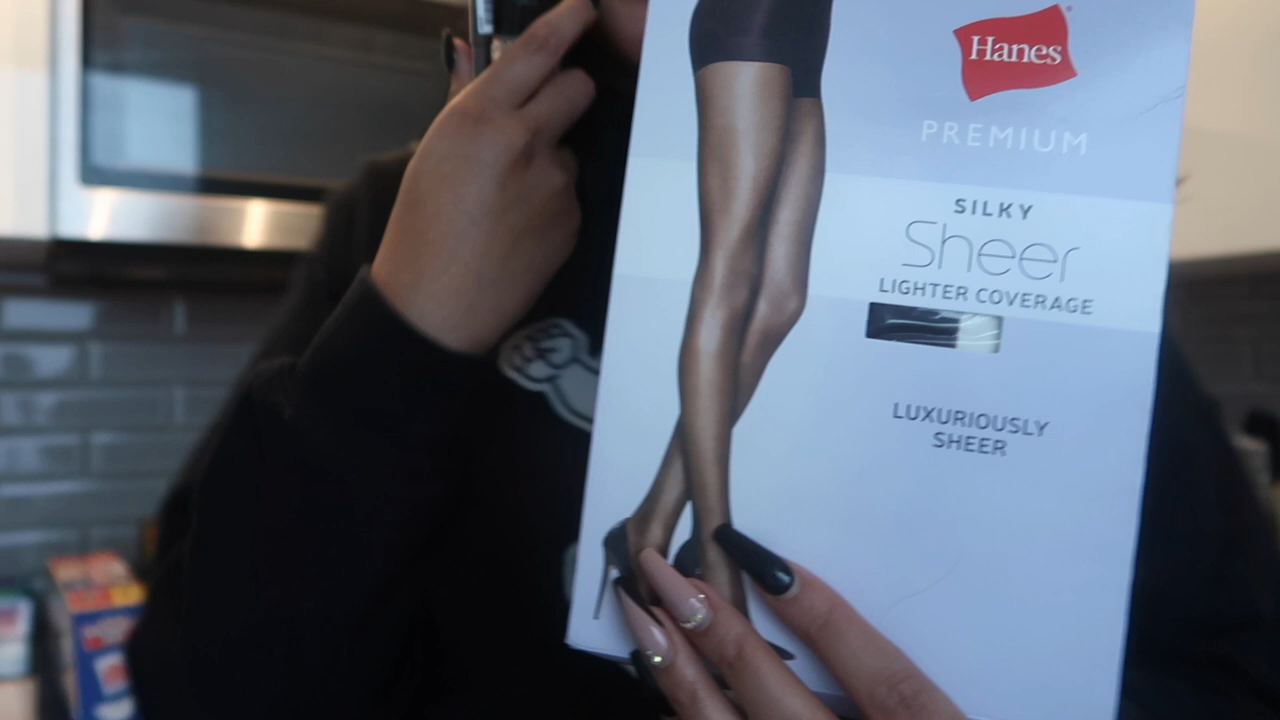 Hanes
PREMIUM
SILKY
Sheer
LIGHTER COVERAGE
LUXURIOUSLY
SHEER